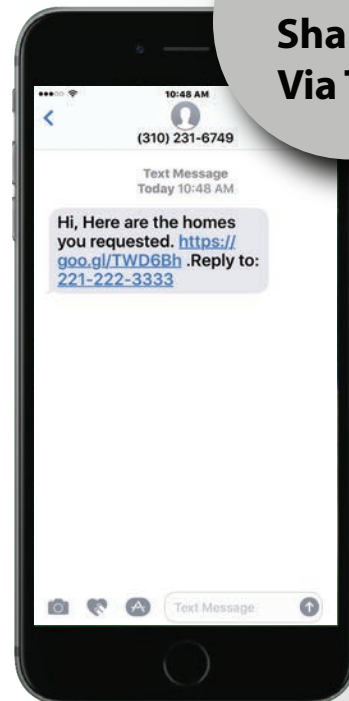 Sha
Via T
10:48 AM
(310) 231-6749
Text Message
Today 10:48 AM
Hi, Here are the homes
you requested. https://
goo.gl/TWD6Bh .Reply to:
221-222-3333
Text Message